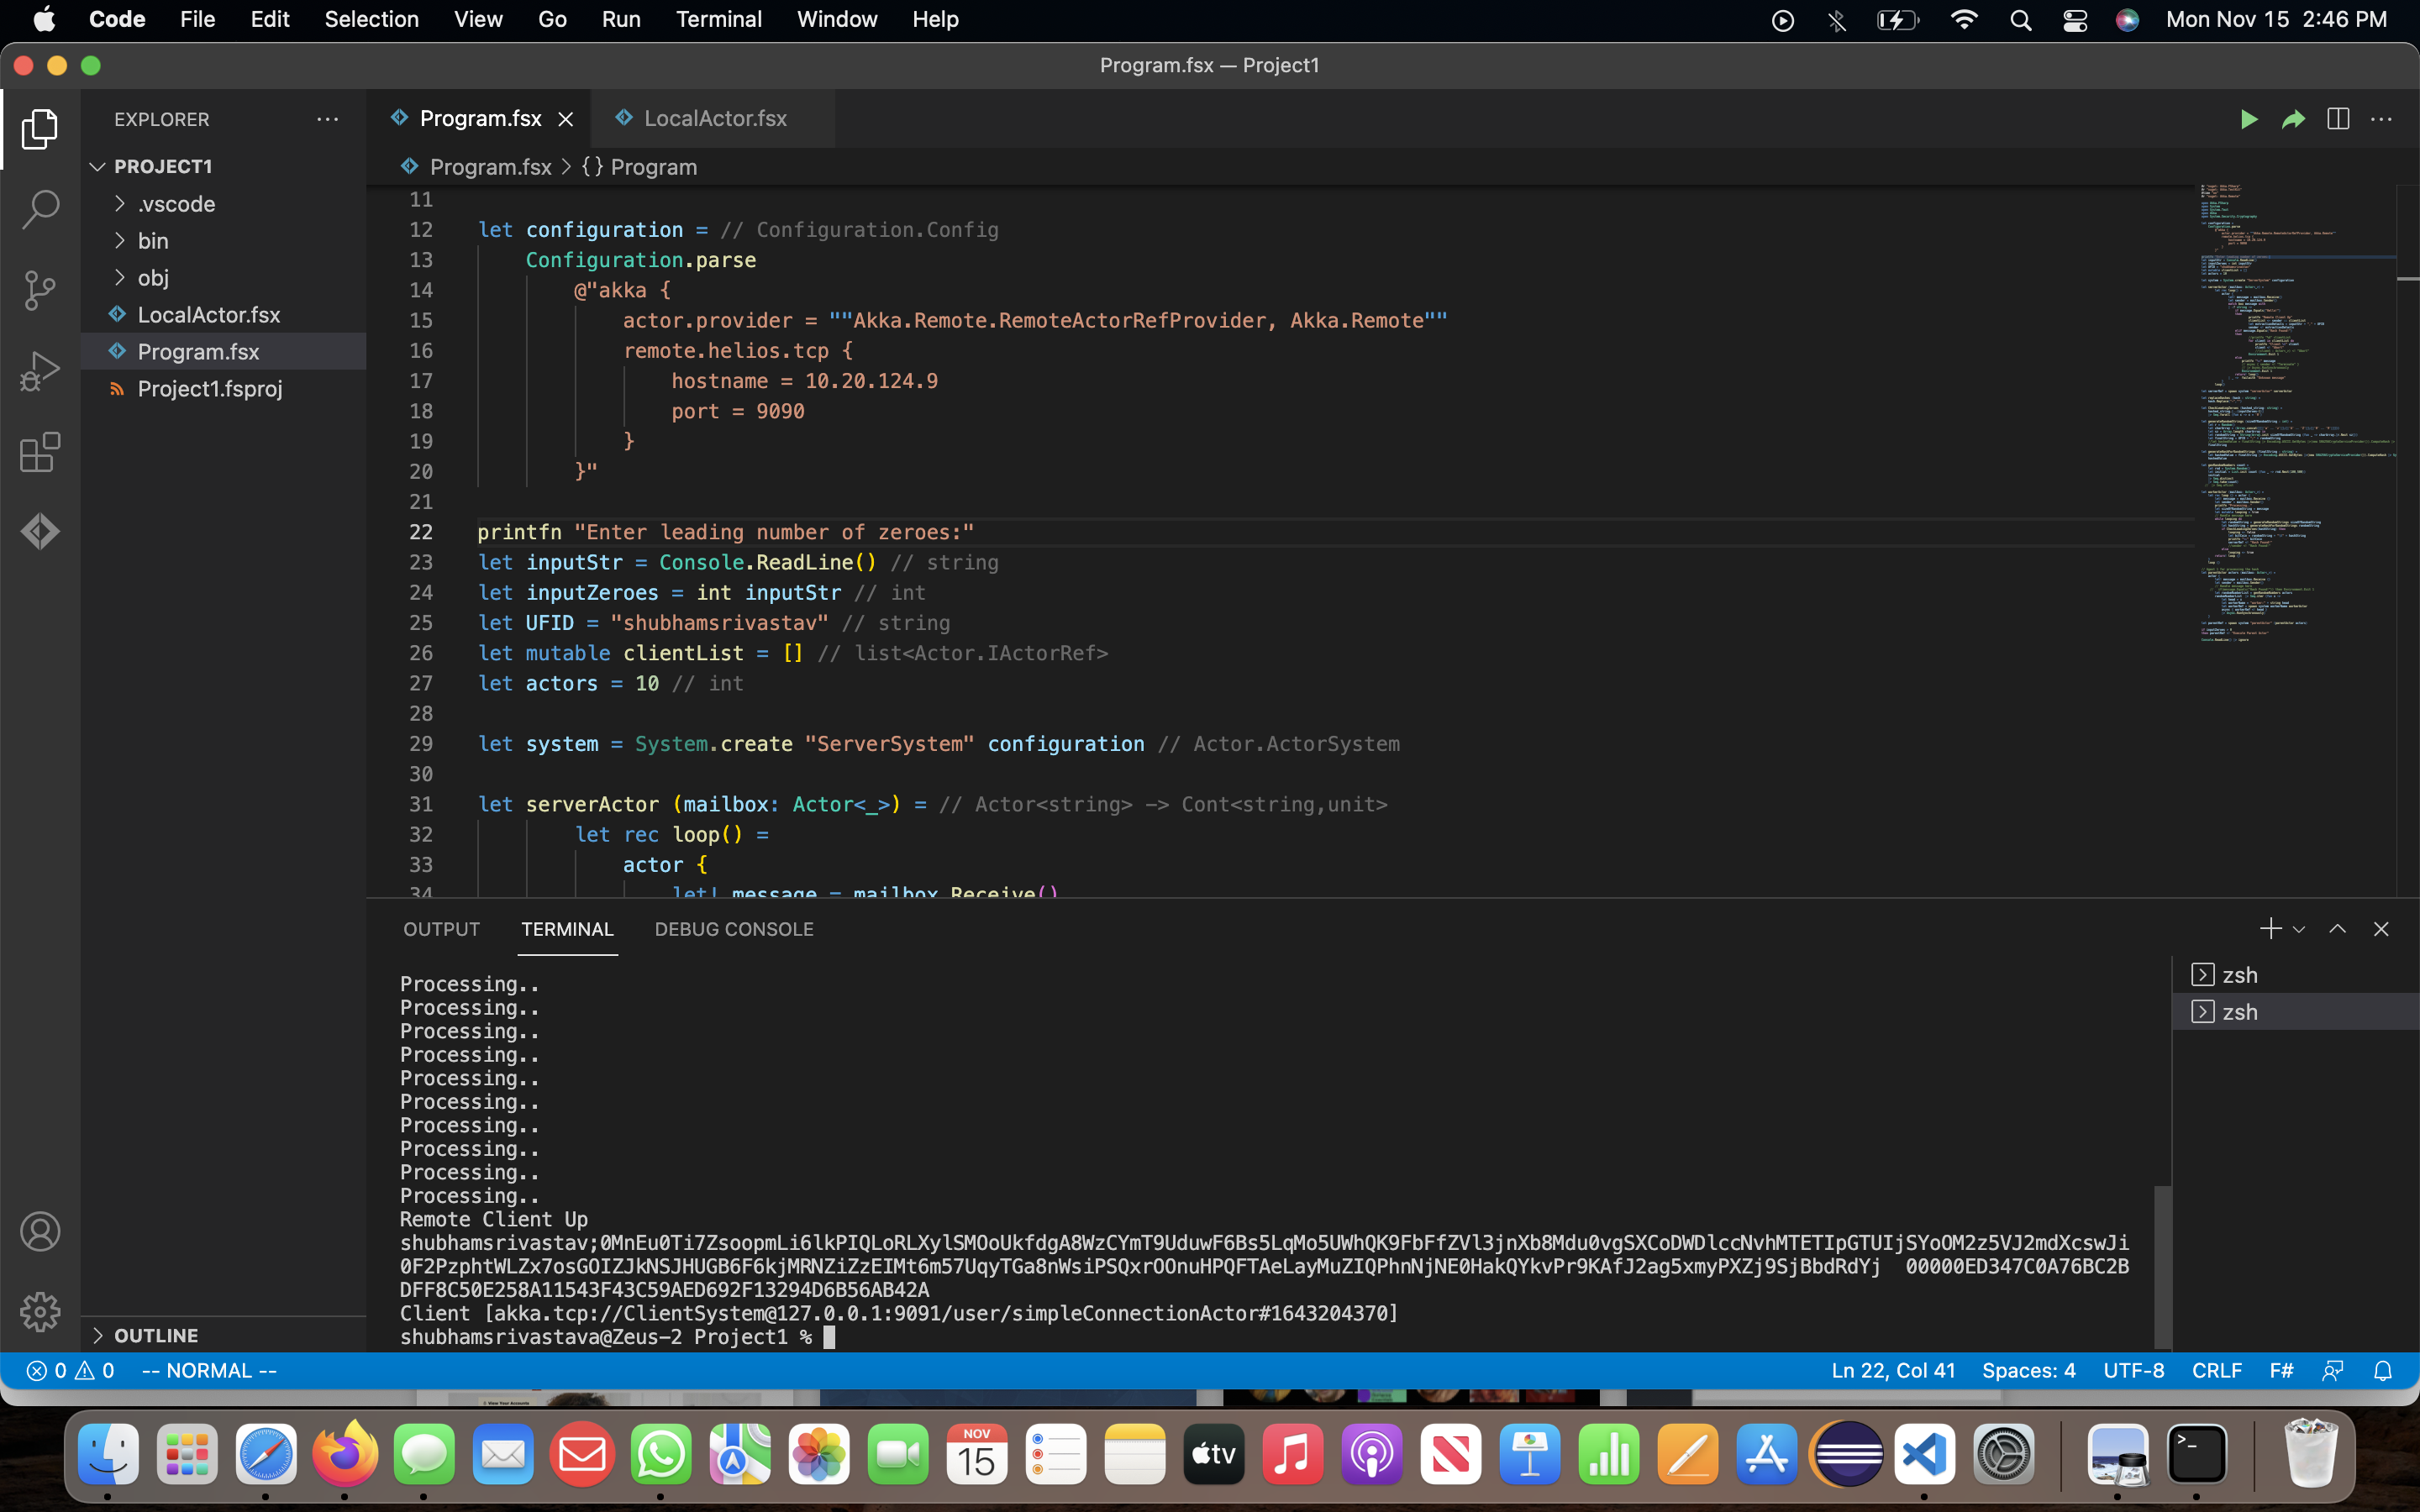 Code File Edit Selection View Go Run Terminal Window Help Mon Nov 15 2:46 PM
Program.fsx — Project1
EXPLORER
PROJECT1
.vscode
bin
obj
LocalActor.fsx
Program.fsx
Project1.fsproj
OUTLINE
Program.fsx LocalActor.fsx
Program.fsx > {} Program
11
12 let configuration = // Configuration.Config
13 Configuration.parse
14 @"akka {
15 actor.provider = ""Akka.Remote.RemoteActorRefProvider, Akka.Remote""
16 remote.helios.tcp {
17 hostname = 10.20.124.9
18 port = 9090
19 }
20 }"
21
22 printfn "Enter leading number of zeroes:"
23 let inputStr = Console.ReadLine() // string
24 let inputZeroes = int inputStr // int
25 let UFID = "shubhamsrivastav" // string
26 let mutable clientList = [] // list<Actor.IActorRef>
27 let actors = 10 // int
28
29 let system = System.create "ServerSystem" configuration // Actor.ActorSystem
30
31 let serverActor (mailbox: Actor<_>) = // Actor<string> -> Cont<string,unit>
32 let rec loop() =
33 actor {
34 let! message = mailbox.Receive()
OUTPUT TERMINAL DEBUG CONSOLE
Processing..
Processing..
Processing..
Processing..
Processing..
Processing..
Processing..
Processing..
Processing..
Processing..
Remote Client Up
shubhamsrivastav;0MnEu0Ti7ZsoopmLi6lkPIQLoRLXylSMOoUkfdgA8WzCYmT9UduwF6Bs5LqMo5UWhQK9FbFfZVl3jnXb8Mdu0vgSXCoDWDlccNvhMTETIpGTUIjSYoOM2z5VJ2mdXcswJi
0F2PzphtWLZx7osGOIZJkNSJHUGB6F6kjMRNZiZzEIMt6m57UqyTGa8nWsiPSQxrOOnuHPQFTAeLayMuZIQPhnNjNE0HakQYkvPr9KAfJ2ag5xmyPXZj9SjBbdRdYj 00000ED347C0A76BC2B
DFF8C50E258A11543F43C59AED692F13294D6B56AB42A
Client [akka.tcp://ClientSystem@127.0.0.1:9091/user/simpleConnectionActor#1643204370]
shubhamsrivastava@Zeus-2 Project1 %
zsh
zsh
0 0 -- NORMAL -- Ln 22, Col 41 Spaces: 4 UTF-8 CRLF F#
NOV
15
tv